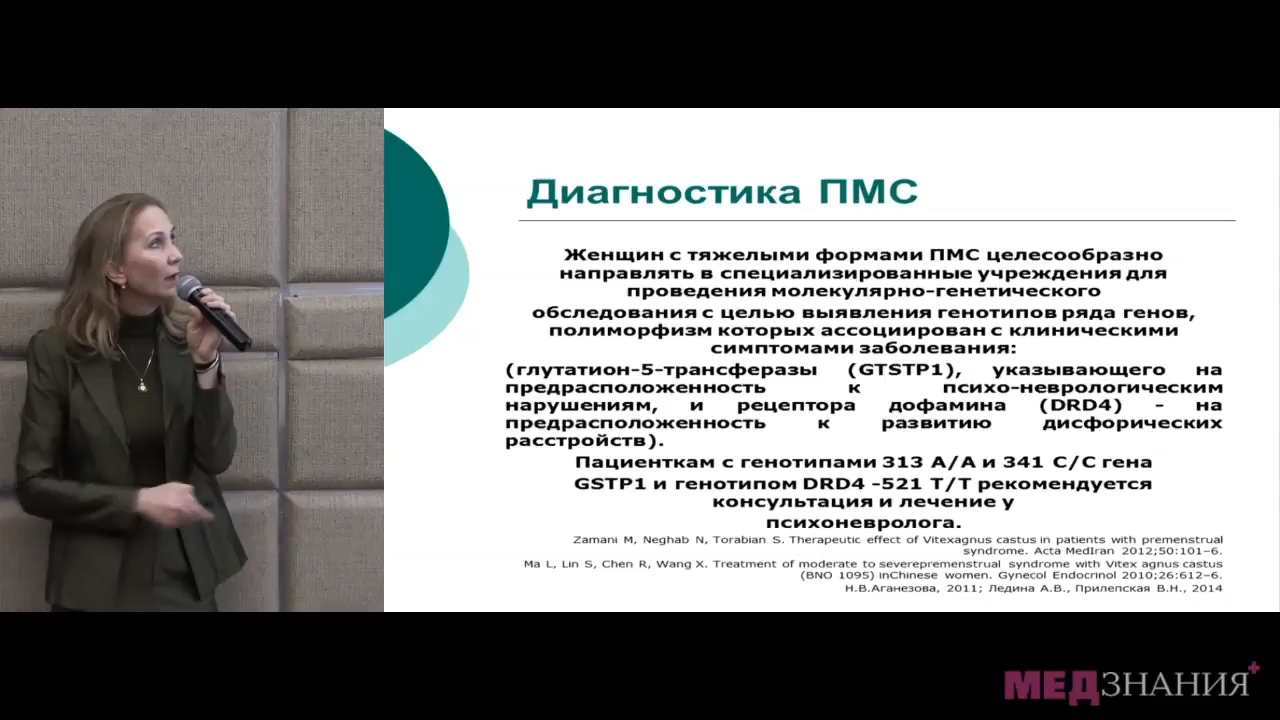 Диагностика ПМС
Женщин с тяжелыми формами ПМС целесообразно
направлять в специализированные учреждения для
проведения молекулярно-генетического
обследования с целью выявления генотипов ряда генов,
полиморфизм которых ассоциирован с клиническими
симптомами заболевания:
(глутатион-5-трансферазы (GTSTP1), указывающего на
предрасположенность к психо-неврологическим
нарушениям, и рецептора дофамина (DRD4) - на
предрасположенность к развитию дисфорических
расстройств).
Пациенткам с генотипами 313 А/А и 341 С/С гена
GSTP1 и генотипом DRD4 -521 Т/Т рекомендуется
консультация и лечение у
психоневролога.
Zamani M, Neghab N, Torabian S. Therapeutic effect of Vitexagnus castus in patients with premenstrual
syndrome. Acta MedIran 2012;50:101–6.
Ma L, Lin S, Chen R, Wang X. Treatment of moderate to severepremenstrual syndrome with Vitex agnus castus
(BNO 1095) inChinese women. Gynecol Endocrinol 2010;26:612–6.
Н.В.Аганезова, 2011; Ледина А.В., Прилепская В.Н., 2014
МЕДЗНАНИЯ+